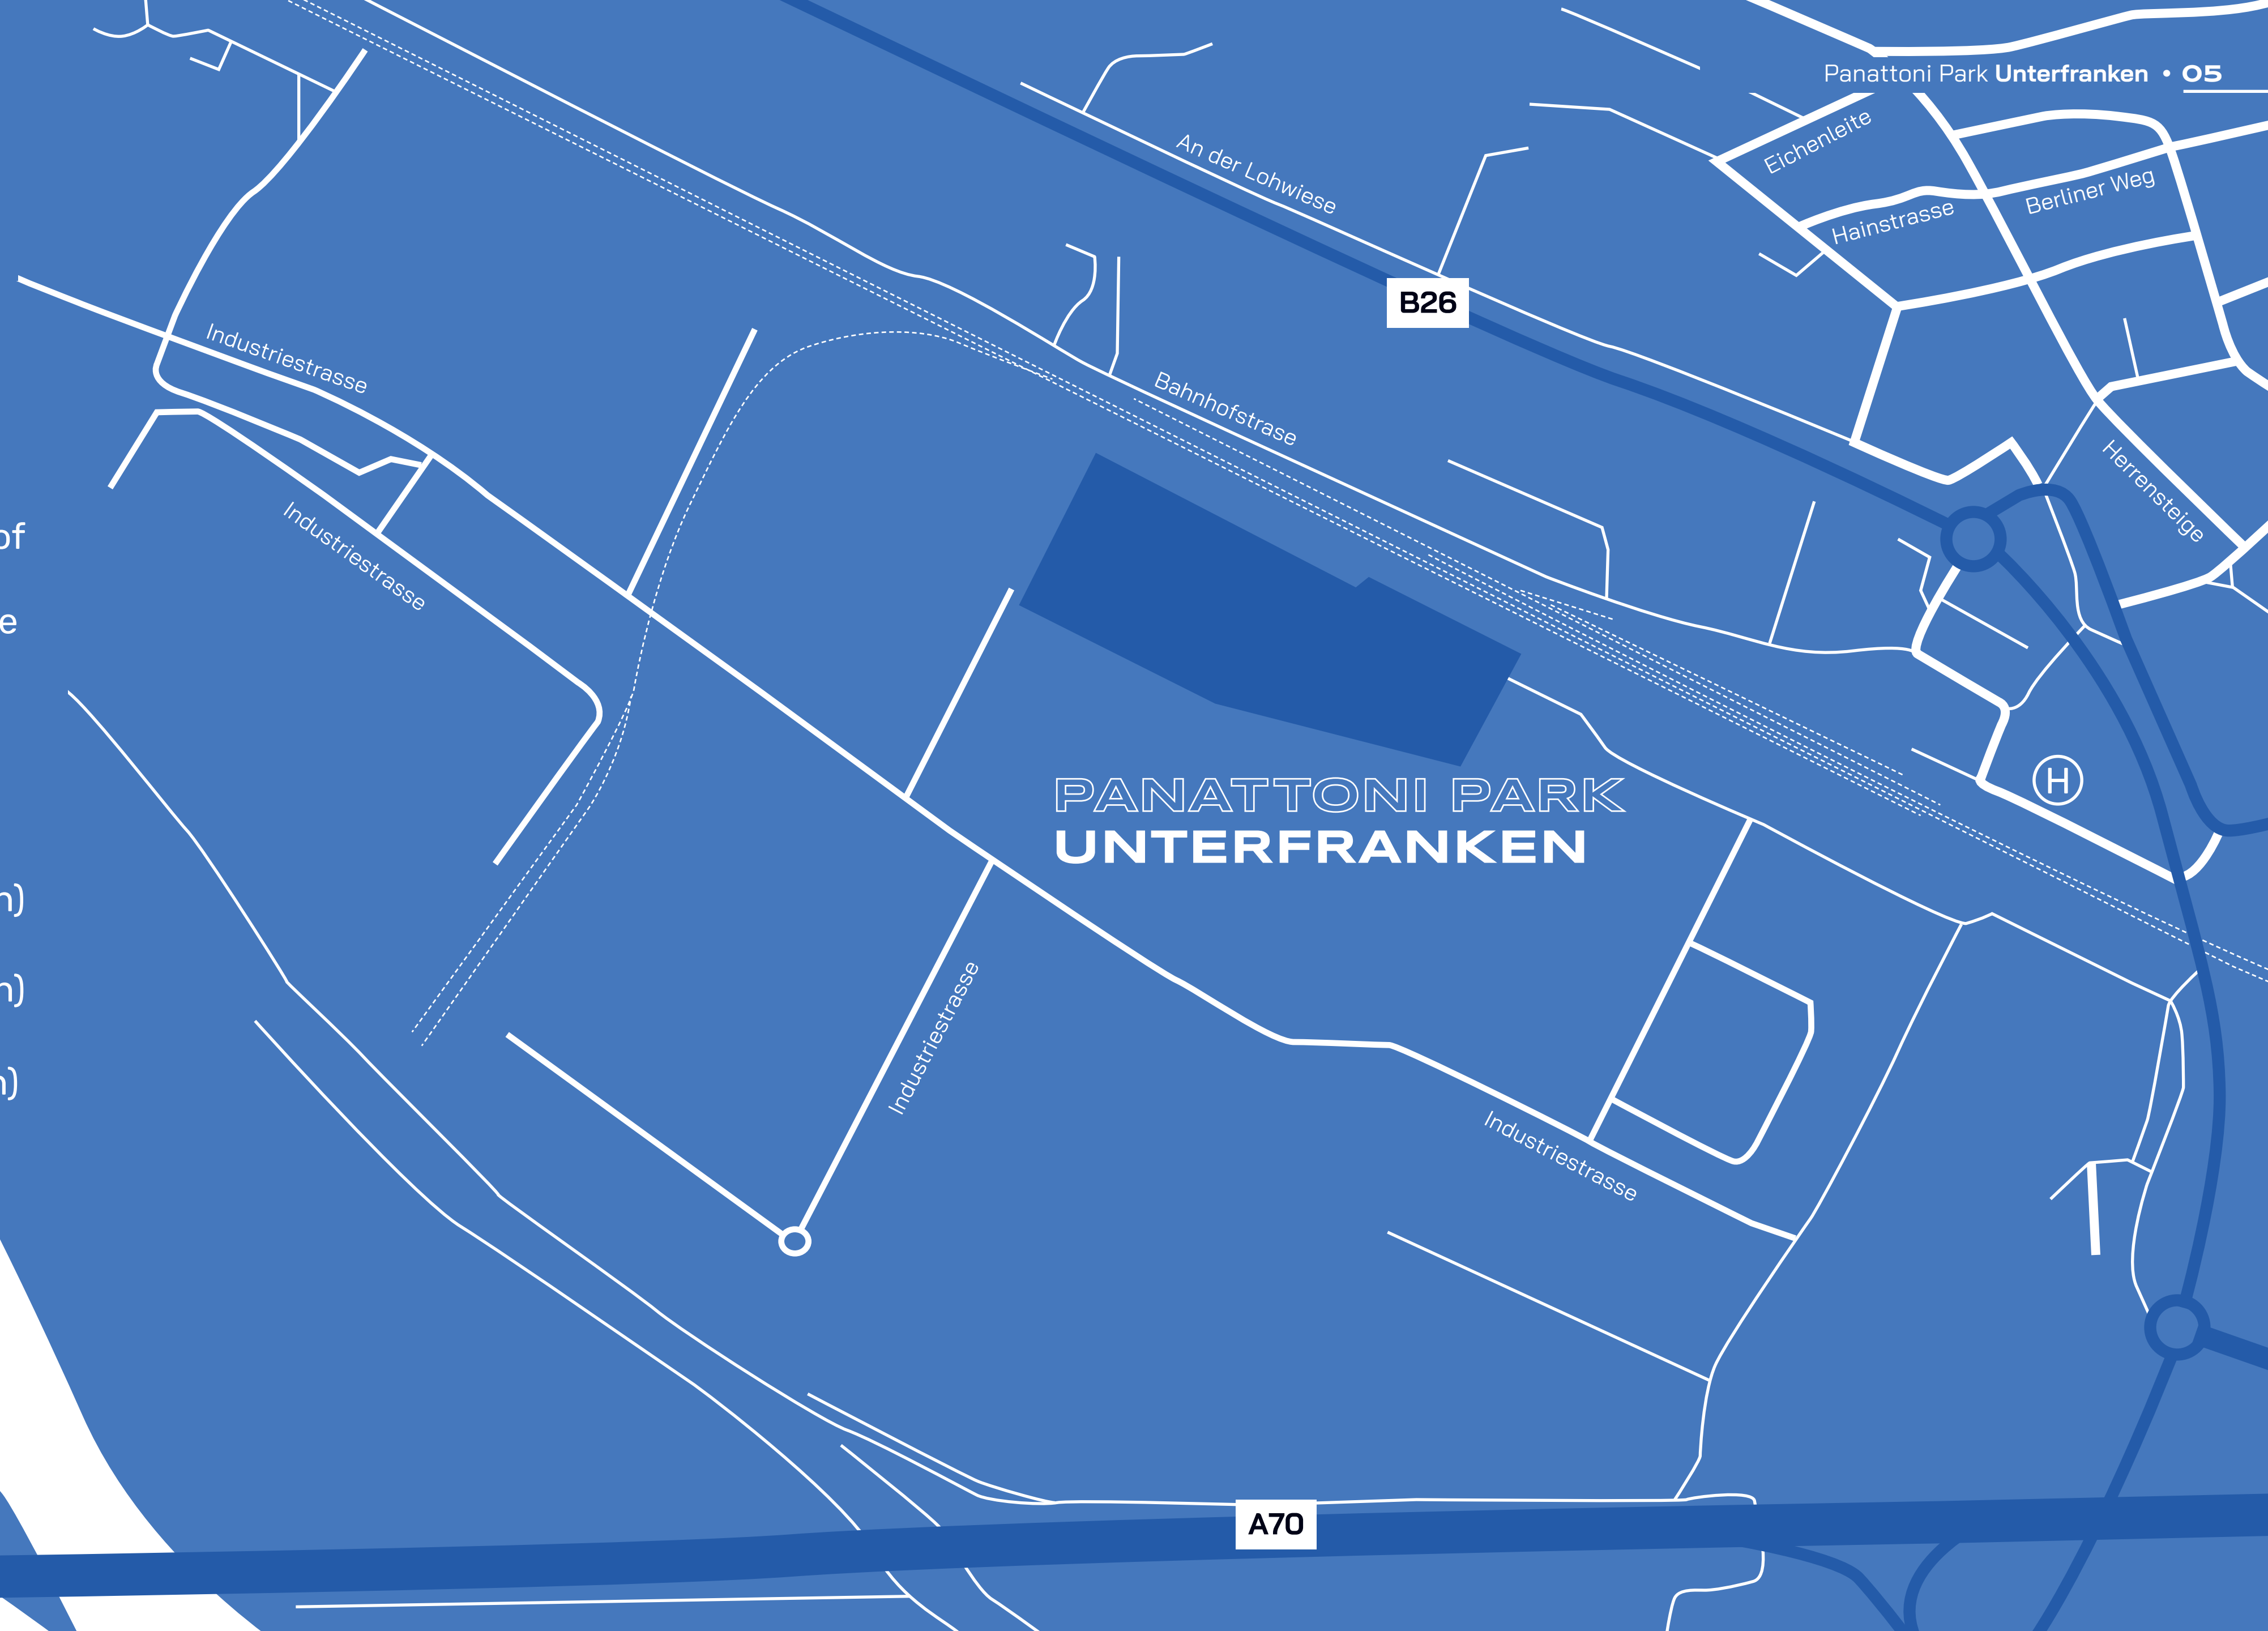 Panattoni Park Unterfranken • 05
Eichenleite
An der Lohwiese
Berliner Weg
Hainstrasse
B26
Industriestrasse
Bahnhofstrase
Herrensteige
Industriestrasse
of
e
H
PANATTONI PARK
UNTERFRANKEN
n)
n)
n)
Industriestrasse
Industriestrasse
A70